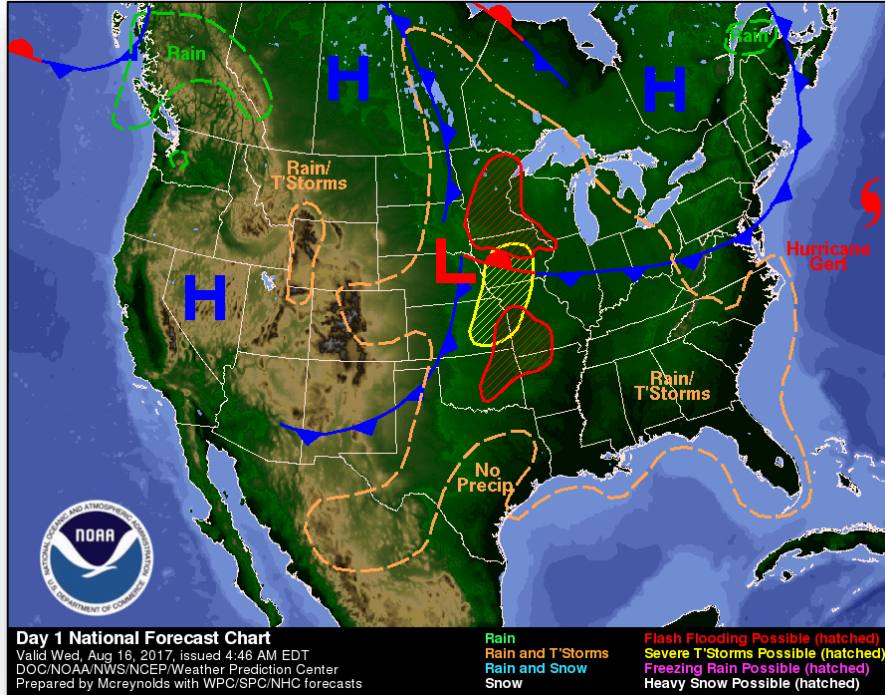 Rain
Rain
H
H
Rain/
T'Storms
H
L
Hurricane
Gert
Rain/
T'Storms
No
Precip
NATIONAL OCEANIC AND ATMOSPHERIC ADMINISTRATION
NOAA
U.S. DEPARTMENT OF COMMERCE
Day 1 National Forecast Chart
Valid Wed, Aug 16, 2017, issued 4:46 AM EDT
DOC/NOAA/NWS/NCEP/Weather Prediction Center
Prepared by Mcreynolds with WPC/SPC/NHC forecasts
Rain
Rain and T'Storms
Rain and Snow
Snow
Flash Flooding Possible (hatched)
Severe T'Storms Possible (hatched)
Freezing Rain Possible (hatched)
Heavy Snow Possible (hatched)